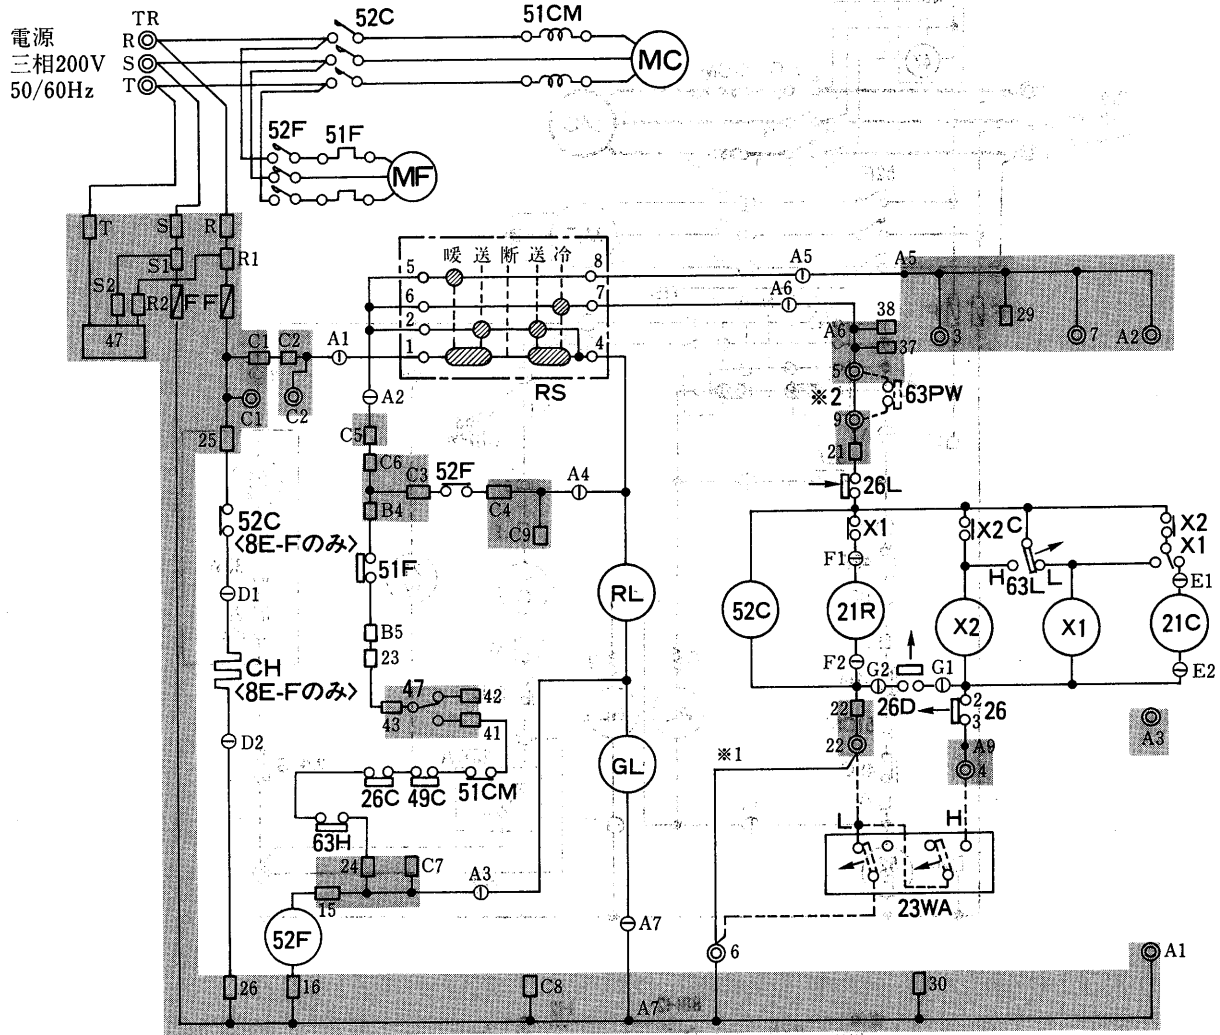 電源
三相200V
50/60Hz
TR
R
S
T
52C
51CM
MC
52F
51F
MF
T
S
R
S1
R1
S2
R2
F
F
47
C1
C2
A1
C1
C2
25
暖 送 断 送 冷
5
6
2
1
8
7
4
RS
A5
A6
A5
A6
38
37
29
3
7
A2
5
※2
63PW
9
21
26L
A2
C5
C6
C3
52F
C4
A4
B4
C9
52C
〈8E-Fのみ〉
51F
D1
B5
23
CH
〈8E-Fのみ〉
D2
47
42
43
41
26C
49C
51CM
63H
24
C7
A3
15
52F
26
16
C8
A7
A7
RL
GL
X1
X2
C
X2
X1
F1
H
63L
L
E1
52C
21R
X2
X1
21C
F2
G2
G1
E2
26D
22
2
26
3
22
A9
4
A3
※1
L
H
23WA
6
A1
30